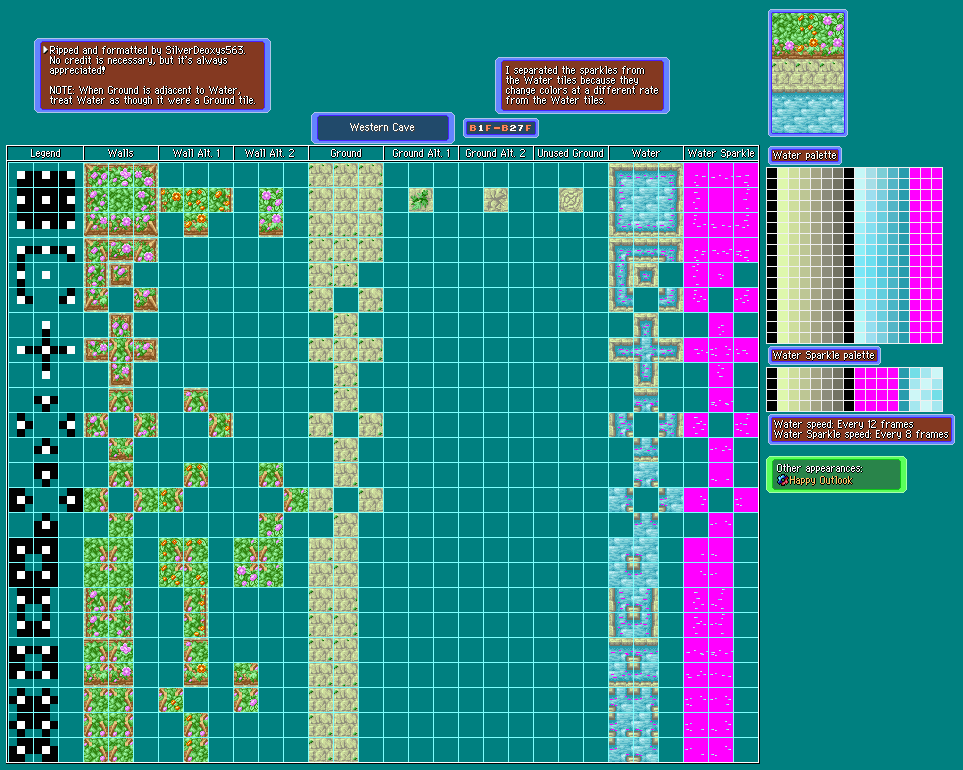 Ripped and formatted by SilverDeoxys563.
No credit is necessary, but it's always
appreciated!
NOTE: When Ground is adjacent to Water,
treat Water as though it were a Ground tile.
I separated the sparkles from
the Water tiles because they
change colors at a different rate
from the Water tiles.
Western Cave
B1F-B27F
Legend Walls Wall Alt. 1 Wall Alt. 2 Ground Ground Alt. 1 Ground Alt. 2 Unused Ground Water Water Sparkle
Water palette
Water Sparkle palette
Water speed: Every 12 frames
Water Sparkle speed: Every 8 frames
Other appearances:
Happy Outlook